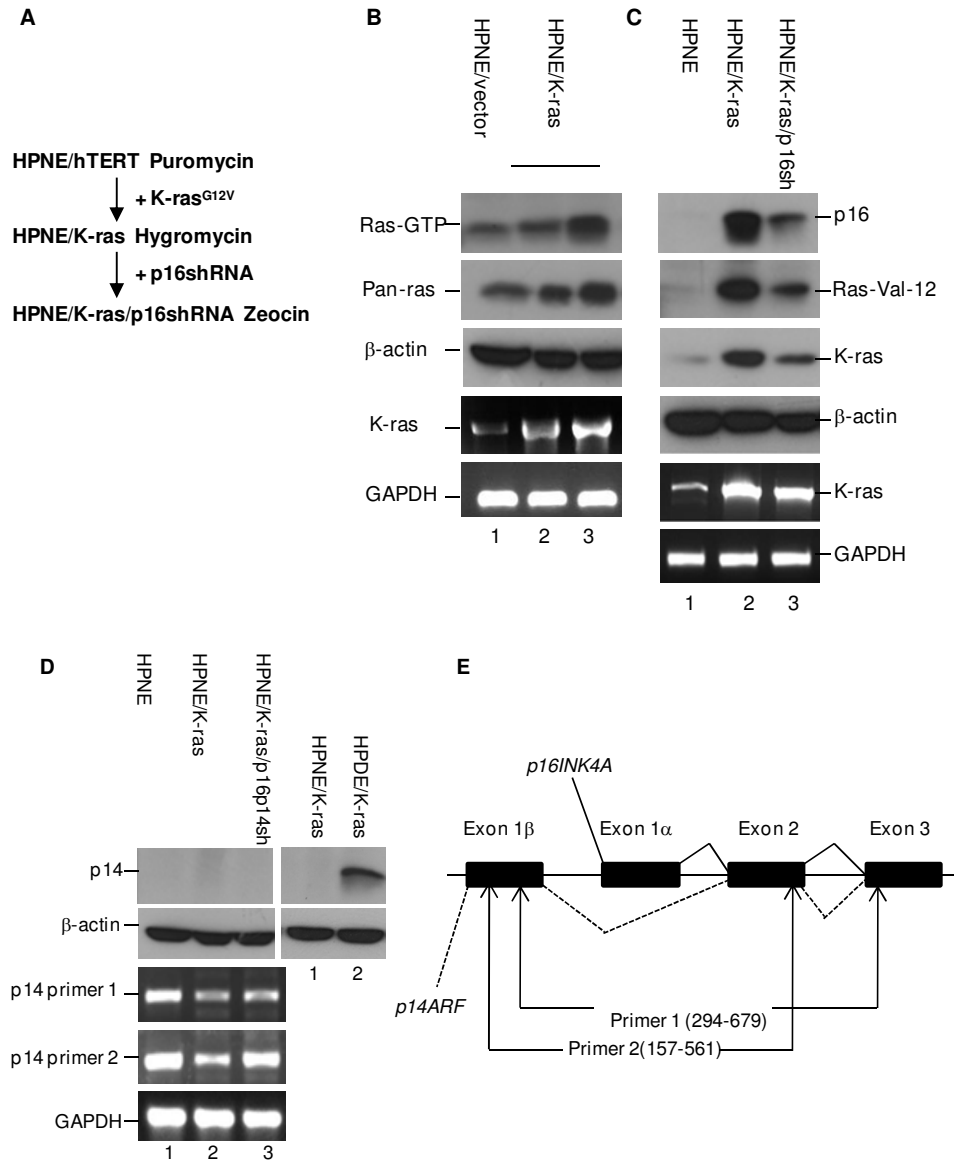 A
HPNE/hTERT Puromycin
+ K-rasG12V
HPNE/K-ras Hygromycin
+ p16shRNA
HPNE/K-ras/p16shRNA Zeocin
B
HPNE/vector
HPNE/K-ras
Ras-GTP
Pan-ras
β-actin
K-ras
GAPDH
1 2 3
C
HPNE
HPNE/K-ras
HPNE/K-ras/p16sh
p16
Ras-Val-12
K-ras
β-actin
K-ras
GAPDH
1 2 3
D
HPNE
HPNE/K-ras
HPNE/K-ras/p16p14sh
HPNE/K-ras
HPDE/K-ras
p14
β-actin
1 2
p14 primer 1
p14 primer 2
GAPDH
1 2 3
E
p16INK4A
Exon 1β Exon 1α Exon 2 Exon 3
p14ARF
Primer 1 (294-679)
Primer 2(157-561)